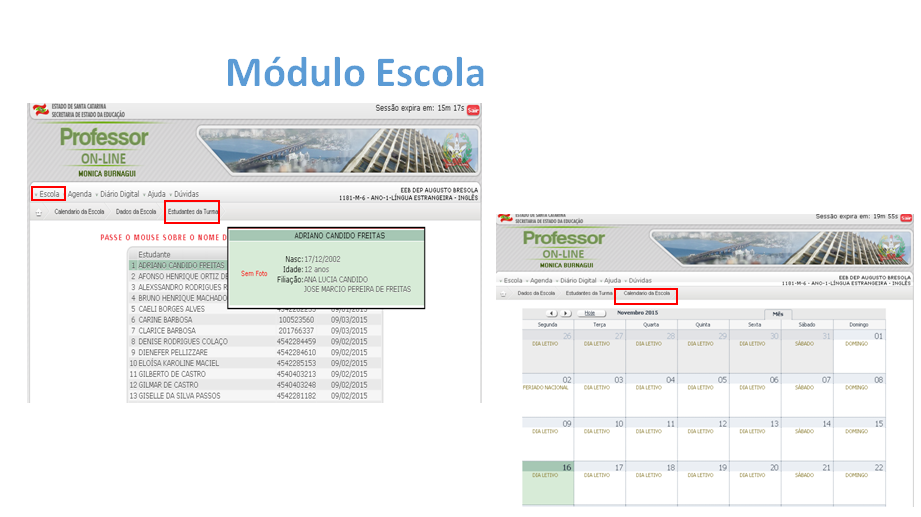 Módulo Escola
ESTADO DE SANTA CATARINA
SECRETARIA DE ESTADO DA EDUCAÇÃO
Sessão expira em: 15m 17s Sair
Professor
ON-LINE
MONICA BURNAGUI
Escola Agenda Diário Digital Ajuda Dúvidas
EEB DEP AUGUSTO BRESOLA
1181-M-6 - ANO-1-LÍNGUA ESTRANGEIRA - INGLÊS
Calendário da Escola Dados da Escola Estudantes da Turma
PASSE O MOUSE SOBRE O NOME D
ADRIANO CANDIDO FREITAS
Sem Foto
Nasc: 17/12/2002
Idade: 12 anos
Filiação: ANA LUCIA CANDIDO
JOSE MARCIO PEREIRA DE FREITAS
Estudante
1 ADRIANO CANDIDO FREITAS
2 AFONSO HENRIQUE ORTIZ DE
3 ALEXSSANDRO RODRIGUES R
4 BRUNO HENRIQUE MACHADO
5 CAELI BORGES ALVES
6 CARINE BARBOSA 100523560 09/03/2015
7 CLARICE BARBOSA 201766337 09/03/2015
8 DENISE RODRIGUES COLAÇO 4542284459 09/02/2015
9 DIENEFER PELLIZZARE 4542284610 09/02/2015
10 ELOÍSA KAROLINE MACIEL 4542285153 09/02/2015
11 GILBERTO DE CASTRO 4540403213 09/02/2015
12 GILMAR DE CASTRO 4540403248 09/02/2015
13 GISELLE DA SILVA PASSOS 4542281182 09/02/2015
SECRETARIA DE ESTADO DA EDUCAÇÃO
Sessão expira em: 19m 55s Sair
Professor
ON-LINE
MONICA BURNAGUI
Escola Agenda Diário Digital Ajuda Dúvidas
EEB DEP AUGUSTO BRESOLA
1181-M-6 - ANO-1-LÍNGUA ESTRANGEIRA - INGLÊS
Dados da Escola Estudantes da Turma Calendário da Escola
Hoje Novembro 2015 Mês
Segunda Terça Quarta Quinta Sexta Sábado Domingo
26 27 28 29 30 31 01
DIA LETIVO DIA LETIVO DIA LETIVO DIA LETIVO DIA LETIVO SÁBADO DOMINGO
02 03 04 05 06 07 08
FERIADO NACIONAL DIA LETIVO DIA LETIVO DIA LETIVO DIA LETIVO SÁBADO DOMINGO
09 10 11 12 13 14 15
DIA LETIVO DIA LETIVO DIA LETIVO DIA LETIVO DIA LETIVO SÁBADO DOMINGO
16 17 18 19 20 21 22
DIA LETIVO DIA LETIVO DIA LETIVO DIA LETIVO DIA LETIVO SÁBADO DOMINGO